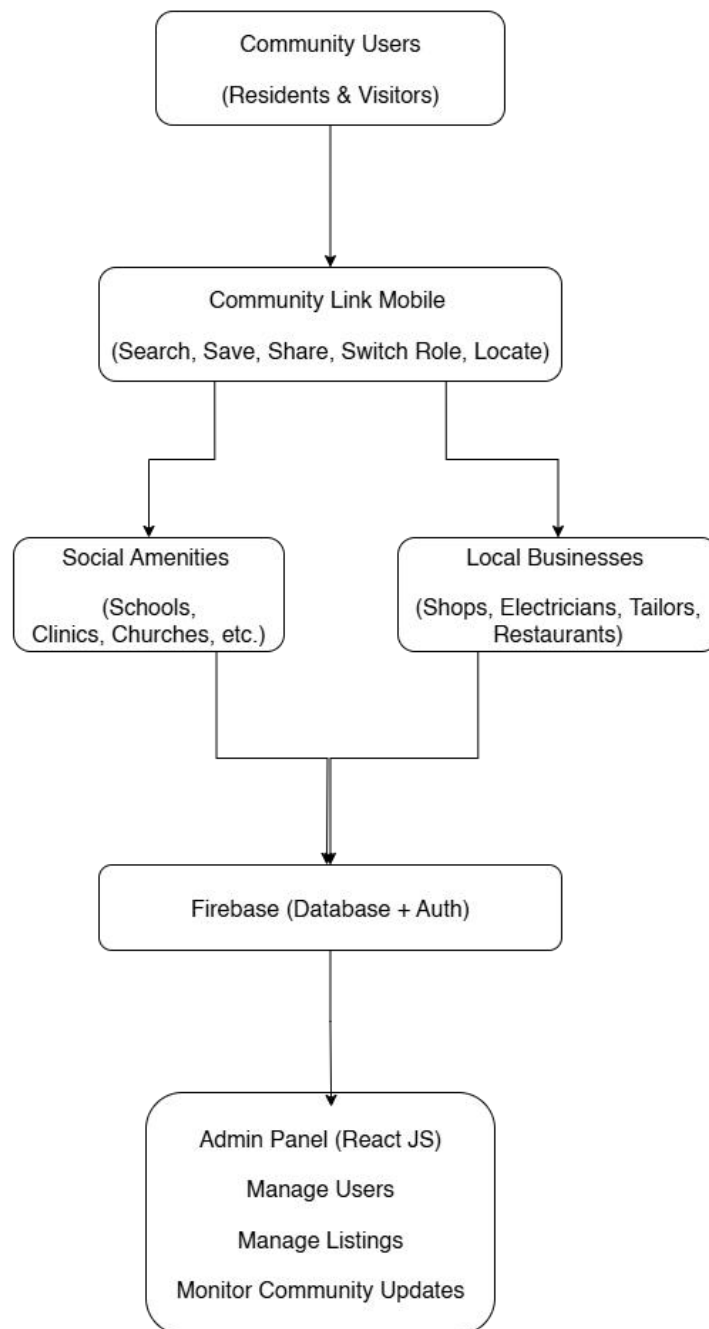 Community Users
(Residents & Visitors)
Community Link Mobile
(Search, Save, Share, Switch Role, Locate)
Social Amenities
(Schools,
Clinics, Churches, etc.)
Local Businesses
(Shops, Electricians, Tailors,
Restaurants)
Firebase (Database + Auth)
Admin Panel (React JS)
Manage Users
Manage Listings
Monitor Community Updates